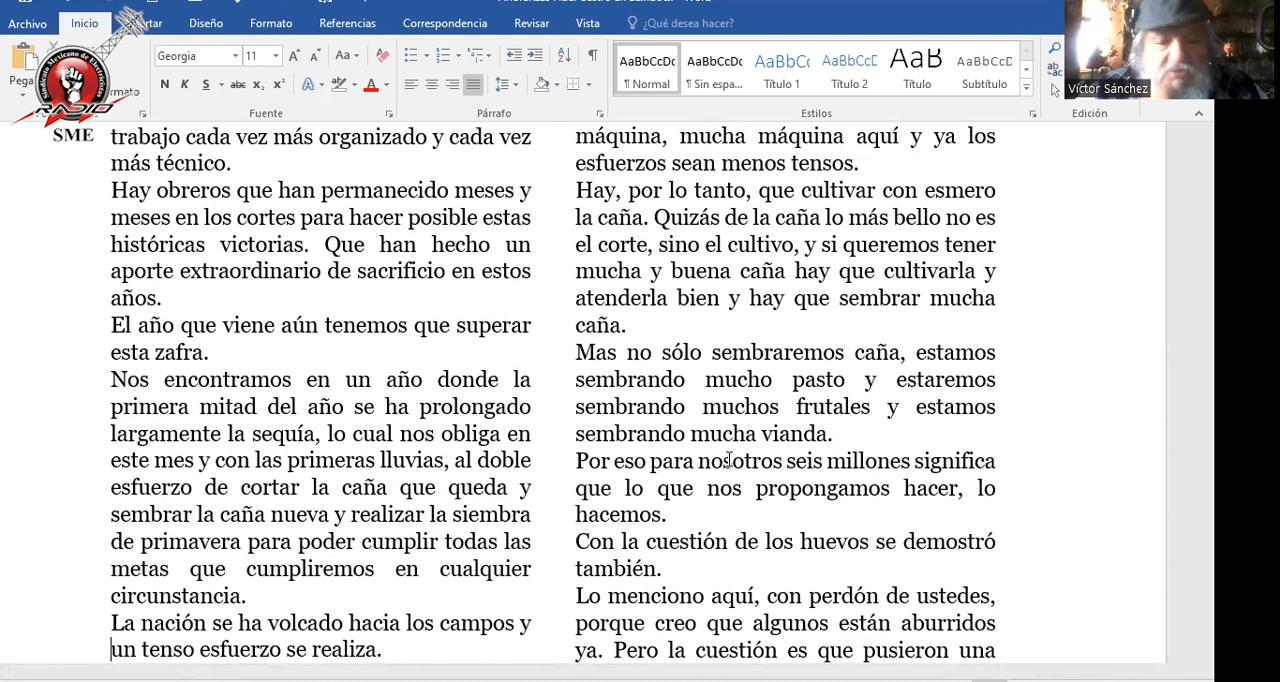 Archivo
Inicio
Insertar
Diseño
Formato
Referencias
Correspondencia
Revisar
Vista
¿Qué desea hacer?
Georgia
11
Aa
N K S abc x₂ x²
A
Fuente
Párrafo
AaBbCcDc
¶ Normal
AaBbCcDc
¶ Sin espa...
AaBbCc
Título 1
AaBbCcD
Título 2
AaB
Título
AaBbCcD
Subtítulo
Estilos
Edición
Víctor Sánchez
Sindicato Mexicano de Electricistas
RADIO
SME
trabajo cada vez más organizado y cada vez
más técnico.
Hay obreros que han permanecido meses y
meses en los cortes para hacer posible estas
históricas victorias. Que han hecho un
aporte extraordinario de sacrificio en estos
años.
El año que viene aún tenemos que superar
esta zafra.
Nos encontramos en un año donde la
primera mitad del año se ha prolongado
largamente la sequía, lo cual nos obliga en
este mes y con las primeras lluvias, al doble
esfuerzo de cortar la caña que queda y
sembrar la caña nueva y realizar la siembra
de primavera para poder cumplir todas las
metas que cumpliremos en cualquier
circunstancia.
La nación se ha volcado hacia los campos y
un tenso esfuerzo se realiza.
máquina, mucha máquina aquí y ya los
esfuerzos sean menos tensos.
Hay, por lo tanto, que cultivar con esmero
la caña. Quizás de la caña lo más bello no es
el corte, sino el cultivo, y si queremos tener
mucha y buena caña hay que cultivarla y
atenderla bien y hay que sembrar mucha
caña.
Mas no sólo sembraremos caña, estamos
sembrando mucho pasto y estaremos
sembrando muchos frutales y estamos
sembrando mucha vianda.
Por eso para nosotros seis millones significa
que lo que nos propongamos hacer, lo
hacemos.
Con la cuestión de los huevos se demostró
también.
Lo menciono aquí, con perdón de ustedes,
porque creo que algunos están aburridos
ya. Pero la cuestión es que pusieron una